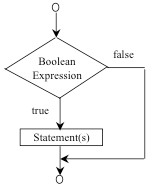 Boolean
Expression
false
true
Statement(s)